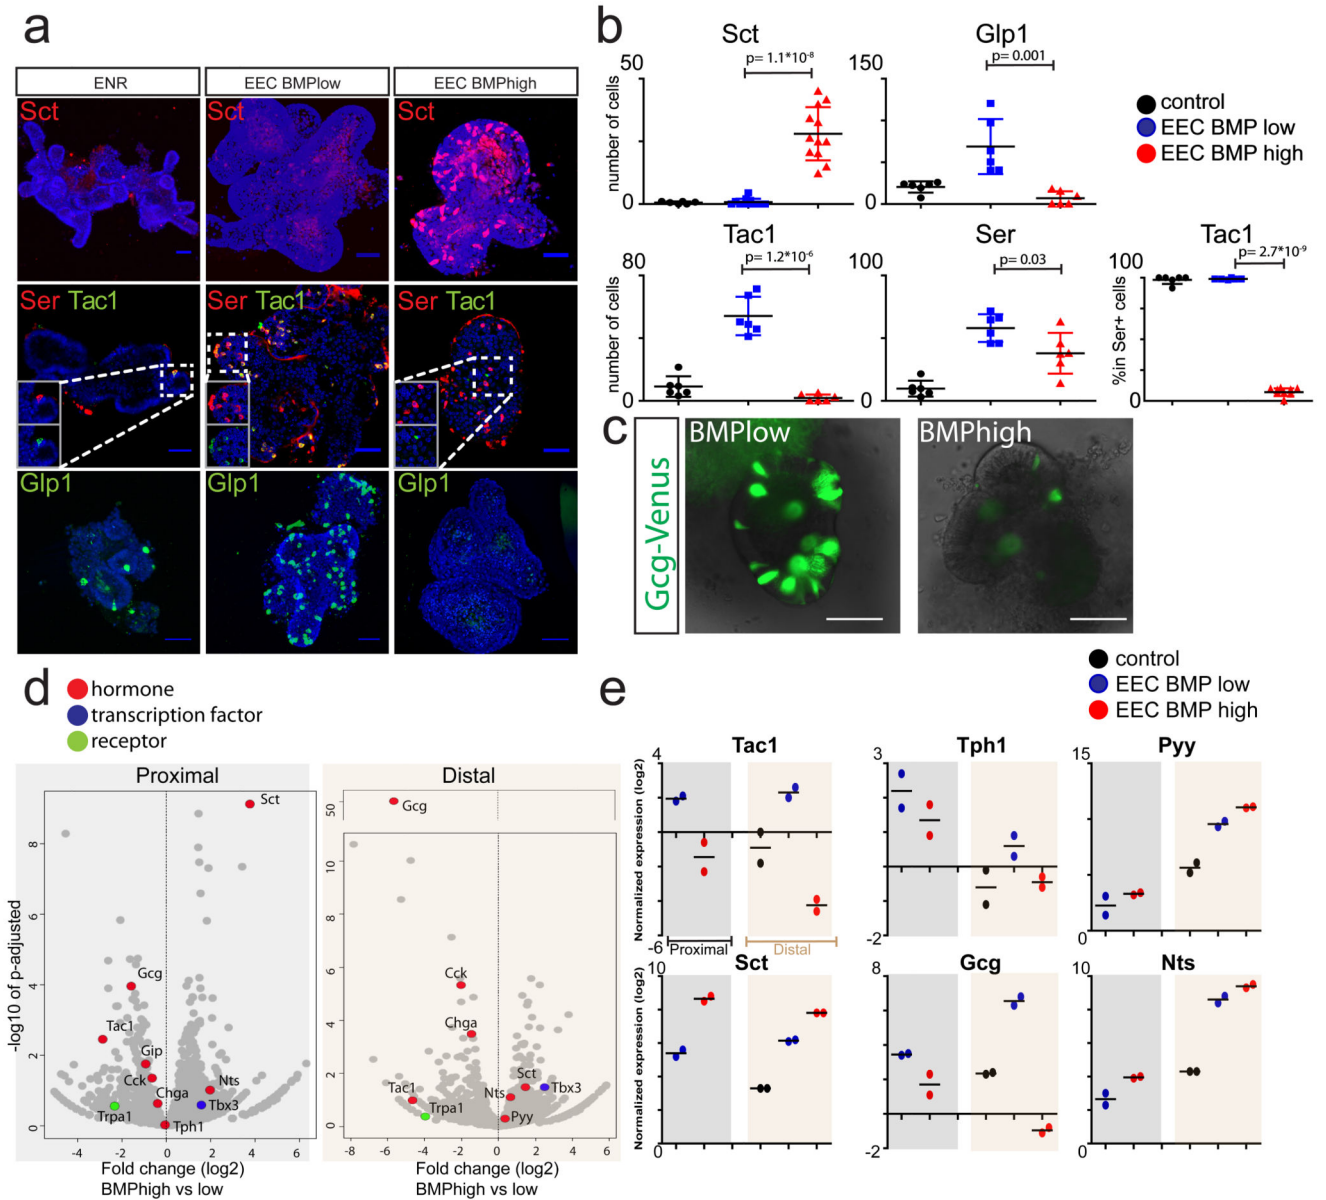 a
ENR
EEC BMPlow
EEC BMPhigh
Sct
Sct
Sct
Ser Tac1
Ser Tac1
Ser Tac1
Glp1
Glp1
Glp1
b
Sct
50
0
number of cells
p= 1.1*10-8
Glp1
150
0
p= 0.001
control
EEC BMP low
EEC BMP high
Tac1
80
0
number of cells
p= 1.2*10-6
Ser
100
0
p= 0.03
Tac1
100
0
%in Ser+ cells
p= 2.7*10-9
c
Gcg-Venus
BMPlow
BMPhigh
d
hormone
transcription factor
receptor
Proximal
-log10 of p-adjusted
8
6
4
2
0
Sct
Gcg
Tac1
Gip
Cck
Chga
Nts
Trpa1
Tbx3
Tph1
-4
-2
0
2
4
6
Fold change (log2)
BMPhigh vs low
Distal
50
10
8
6
4
2
0
Gcg
Cck
Chga
Sct
Tac1
Nts
Tbx3
Trpa1
Pyy
-8
-6
-4
-2
0
2
4
6
Fold change (log2)
BMPhigh vs low
e
control
EEC BMP low
EEC BMP high
Tac1
4
-6
Normalized expression (log2)
Proximal
Distal
Tph1
3
-2
Pyy
15
0
Sct
10
0
Normalized expression (log2)
Gcg
8
-2
Nts
10
0